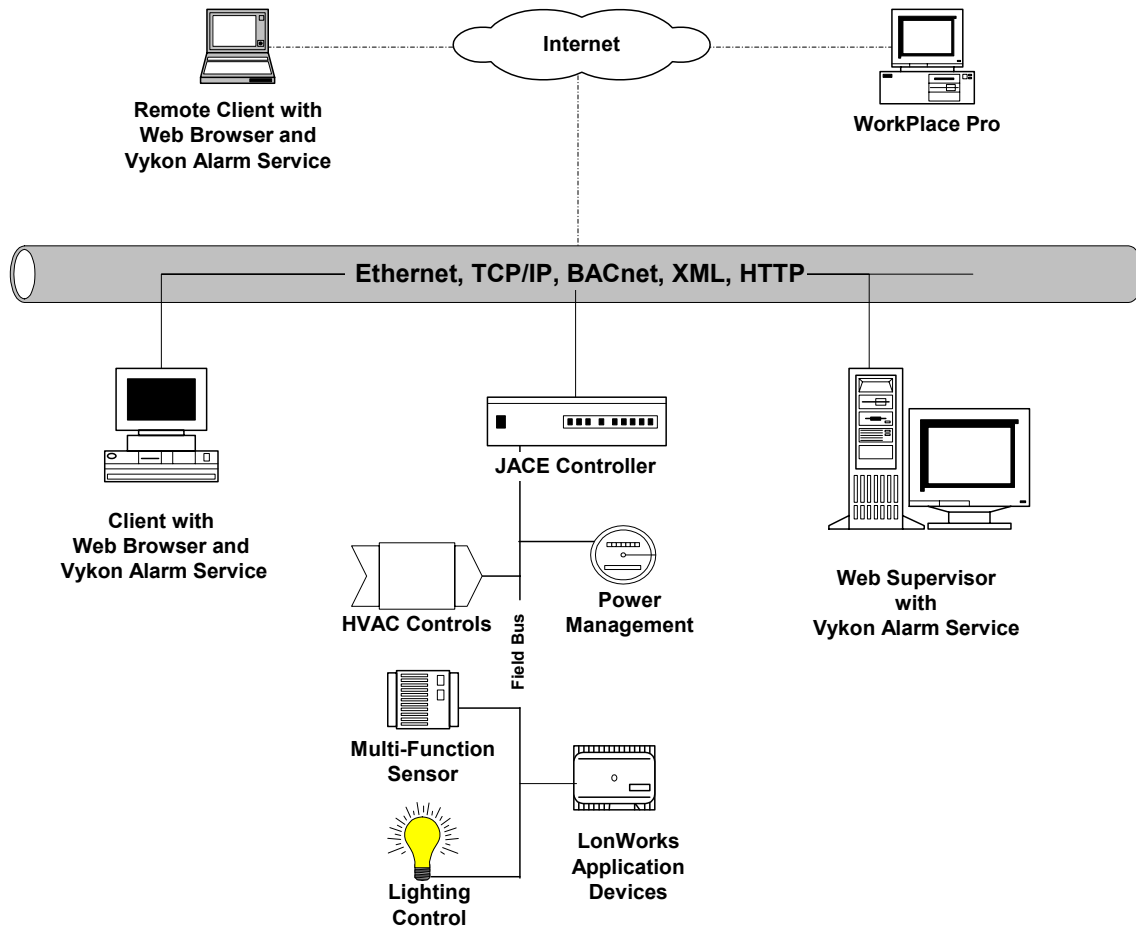 Internet
Remote Client with
Web Browser and
Vykon Alarm Service
WorkPlace Pro
Ethernet, TCP/IP, BACnet, XML, HTTP
JACE Controller
Client with
Web Browser and
Vykon Alarm Service
HVAC Controls
Power
Management
Web Supervisor
with
Vykon Alarm Service
Field Bus
Multi-Function
Sensor
Lighting
Control
LonWorks
Application
Devices